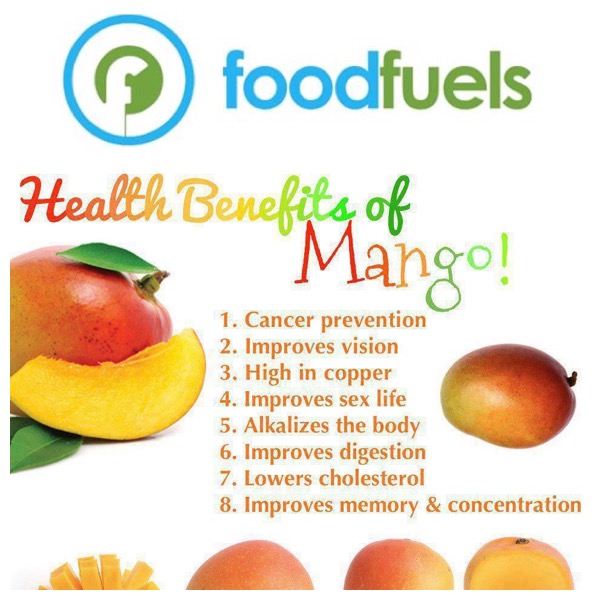 foodfuels
Health Benefits of
Mango!
1. Cancer prevention
2. Improves vision
3. High in copper
4. Improves sex life
5. Alkalizes the body
6. Improves digestion
7. Lowers cholesterol
8. Improves memory & concentration